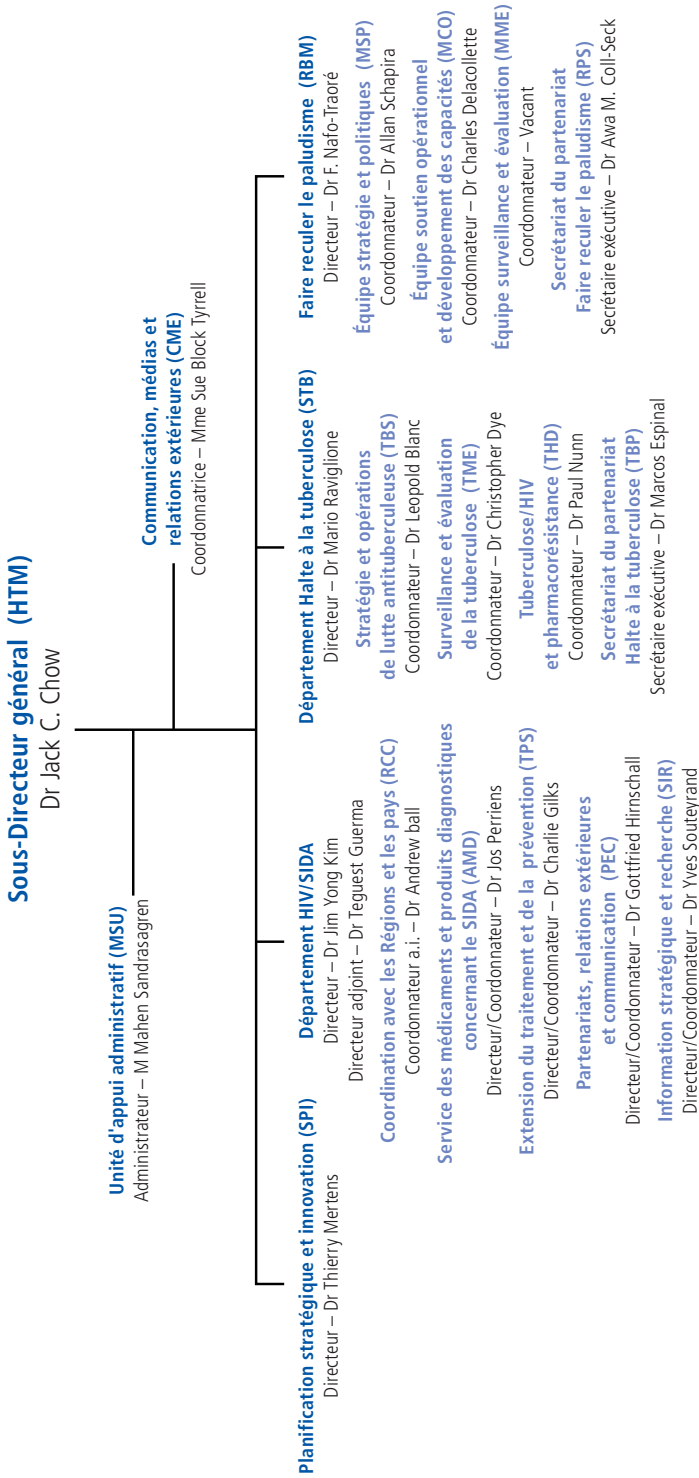 Sous-Directeur général (HTM)
Dr Jack C. Chow
Unité d'appui administratif (MSU)
Administrateur – M Mahen Sandrasagren
Communication, médias et
relations extérieures (CME)
Coordonnatrice – Mme Sue Block Tyrrell
Planification stratégique et innovation (SPI)
Directeur – Dr Thierry Mertens
Département HIV/SIDA
Directeur – Dr Jim Yong Kim
Directeur adjoint – Dr Teguest Guerma
Coordination avec les Régions et les pays (RCC)
Coordonnateur a.i. – Dr Andrew ball
Service des médicaments et produits diagnostiques
concernant le SIDA (AMD)
Directeur/Coordonnateur – Dr Jos Perriens
Extension du traitement et de la prévention (TPS)
Directeur/Coordonnateur – Dr Charlie Gilks
Partenariats, relations extérieures
et communication (PEC)
Directeur/Coordonnateur – Dr Gottfried Hirnschall
Information stratégique et recherche (SIR)
Directeur/Coordonnateur – Dr Yves Souteyrand
Département Halte à la tuberculose (STB)
Directeur – Dr Mario Raviglione
Stratégie et opérations
de lutte antituberculeuse (TBS)
Coordonnateur – Dr Leopold Blanc
Surveillance et évaluation
de la tuberculose (TME)
Coordonnateur – Dr Christopher Dye
Tuberculose/HIV
et pharmacorésistance (THD)
Coordonnateur – Dr Paul Nunn
Secrétariat du partenariat
Halte à la tuberculose (TBP)
Secrétaire exécutive – Dr Marcos Espinal
Faire reculer le paludisme (RBM)
Directeur – Dr F. Nafo-Traoré
Équipe stratégie et politiques (MSP)
Coordonnateur – Dr Allan Schapira
Équipe soutien opérationnel
et développement des capacités (MCO)
Coordonnateur – Dr Charles Delacollette
Équipe surveillance et évaluation (MME)
Coordonnateur – Vacant
Secrétariat du partenariat
Faire reculer le paludisme (RPS)
Secrétaire exécutive – Dr Awa M. Coll-Seck